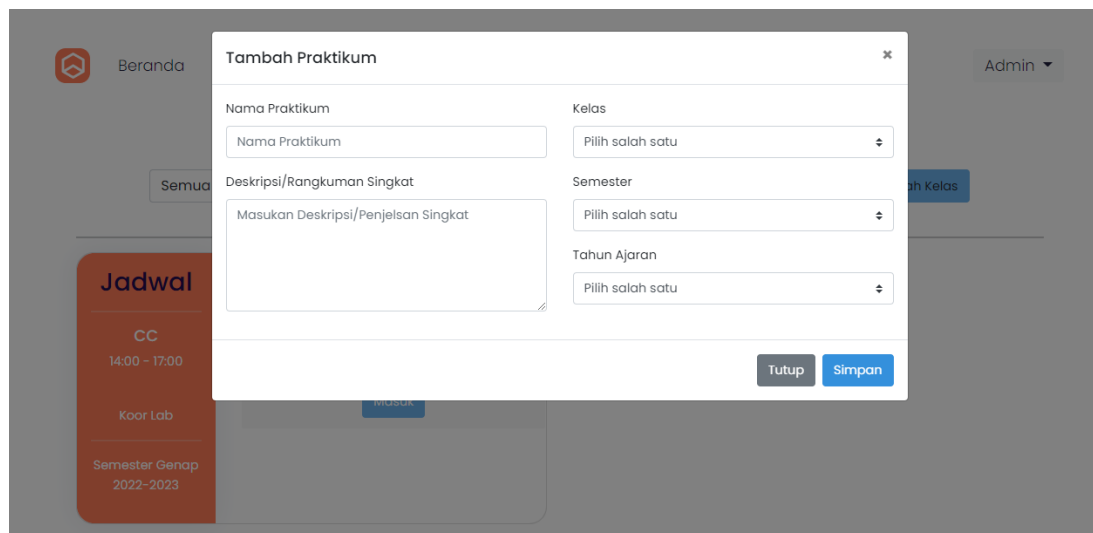 Beranda
Admin
Tambah Praktikum
×
Nama Praktikum
Nama Praktikum
Deskripsi/Rangkuman Singkat
Masukan Deskripsi/Penjelsan Singkat
Kelas
Pilih salah satu
Semester
Pilih salah satu
Tahun Ajaran
Pilih salah satu
Tutup
Simpan
Semua
Kelas
Jadwal
CC
14:00 - 17:00
Koor Lab
Semester Genap
2022-2023
Masuk